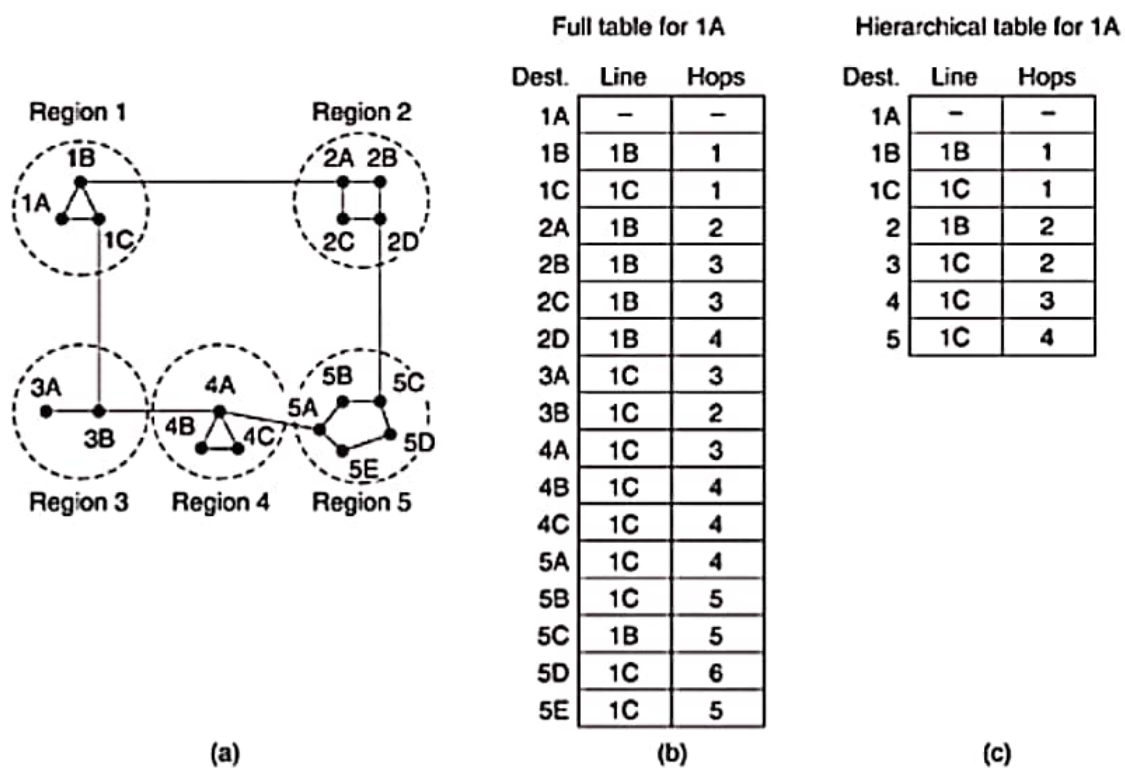 Full table for 1A
Hierarchical table for 1A
Region 1
Region 2
1B
2A 2B
1A
1C
2C
2D
3A
3B
4A
4B
4C
5A
5B
5C
5D
5E
Region 3
Region 4
Region 5
(a)
Dest. Line Hops
1A – –
1B 1B 1
1C 1C 1
2A 1B 2
2B 1B 3
2C 1B 3
2D 1B 4
3A 1C 3
3B 1C 2
4A 1C 3
4B 1C 4
4C 1C 4
5A 1C 4
5B 1C 5
5C 1B 5
5D 1C 6
5E 1C 5
(b)
Dest. Line Hops
1A – –
1B 1B 1
1C 1C 1
2 1B 2
3 1C 2
4 1C 3
5 1C 4
(c)